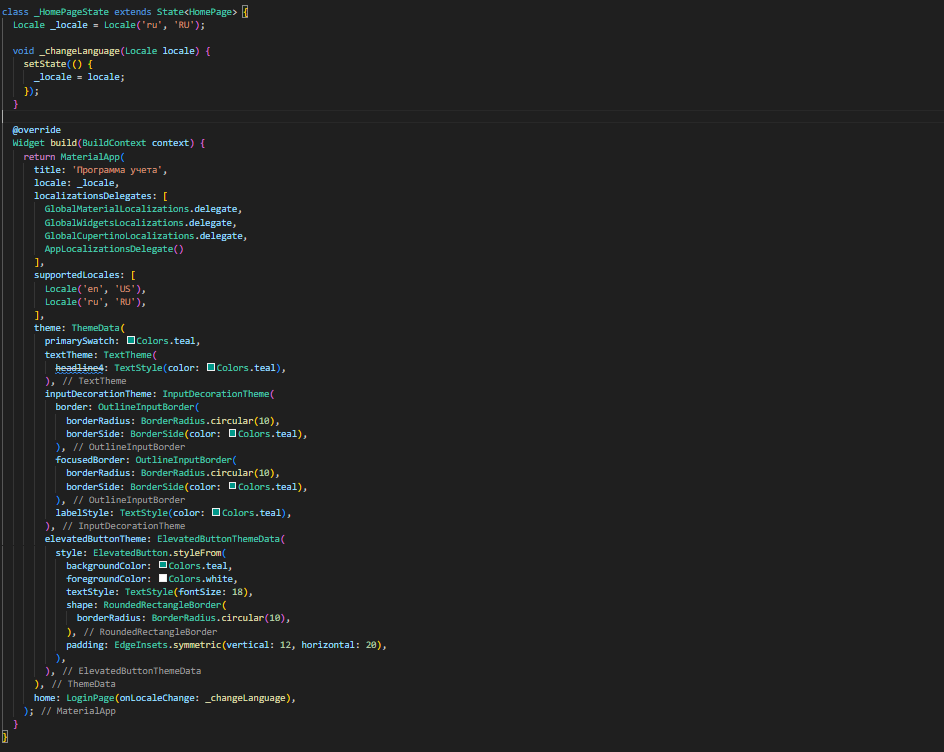 class _HomePageState extends State<HomePage> {
  Locale _locale = Locale('ru', 'RU');

  void _changeLanguage(Locale locale) {
    setState(() {
      _locale = locale;
    });
  }

  @override
  Widget build(BuildContext context) {
    return MaterialApp(
      title: 'Программа учета',
      locale: _locale,
      localizationsDelegates: [
        GlobalMaterialLocalizations.delegate,
        GlobalWidgetsLocalizations.delegate,
        GlobalCupertinoLocalizations.delegate,
        AppLocalizationsDelegate()
      ],
      supportedLocales: [
        Locale('en', 'US'),
        Locale('ru', 'RU'),
      ],
      theme: ThemeData(
        primarySwatch: Colors.teal,
        textTheme: TextTheme(
          headline4: TextStyle(color: Colors.teal),
        ), // TextTheme
        inputDecorationTheme: InputDecorationTheme(
          border: OutlineInputBorder(
            borderRadius: BorderRadius.circular(10),
            borderSide: BorderSide(color: Colors.teal),
          ), // OutlineInputBorder
          focusedBorder: OutlineInputBorder(
            borderRadius: BorderRadius.circular(10),
            borderSide: BorderSide(color: Colors.teal),
          ), // OutlineInputBorder
          labelStyle: TextStyle(color: Colors.teal),
        ), // InputDecorationTheme
        elevatedButtonTheme: ElevatedButtonThemeData(
          style: ElevatedButton.styleFrom(
            backgroundColor: Colors.teal,
            foregroundColor: Colors.white,
            textStyle: TextStyle(fontSize: 18),
            shape: RoundedRectangleBorder(
              borderRadius: BorderRadius.circular(10),
            ), // RoundedRectangleBorder
            padding: EdgeInsets.symmetric(vertical: 12, horizontal: 20),
          ),
        ), // ElevatedButtonThemeData
      ), // ThemeData
      home: LoginPage(onLocaleChange: _changeLanguage),
    ); // MaterialApp
  }
}